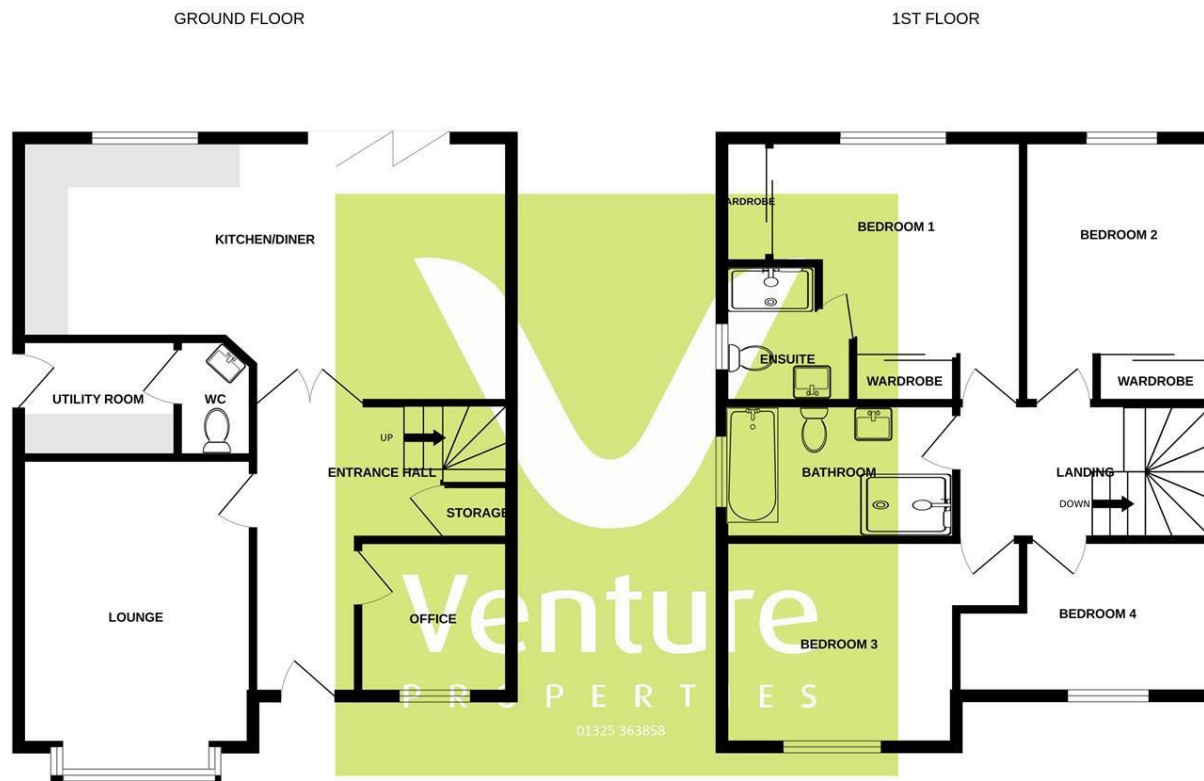 GROUND FLOOR
1ST FLOOR
KITCHEN/DINER
UTILITY ROOM
WC
UP
ENTRANCE HALL
STORAGE
LOUNGE
OFFICE
ARDROBE
BEDROOM 1
BEDROOM 2
ENSUITE
WARDROBE
WARDROBE
BATHROOM
LANDING
DOWN
BEDROOM 3
BEDROOM 4
Venture
PROPERTIES
01325 363858